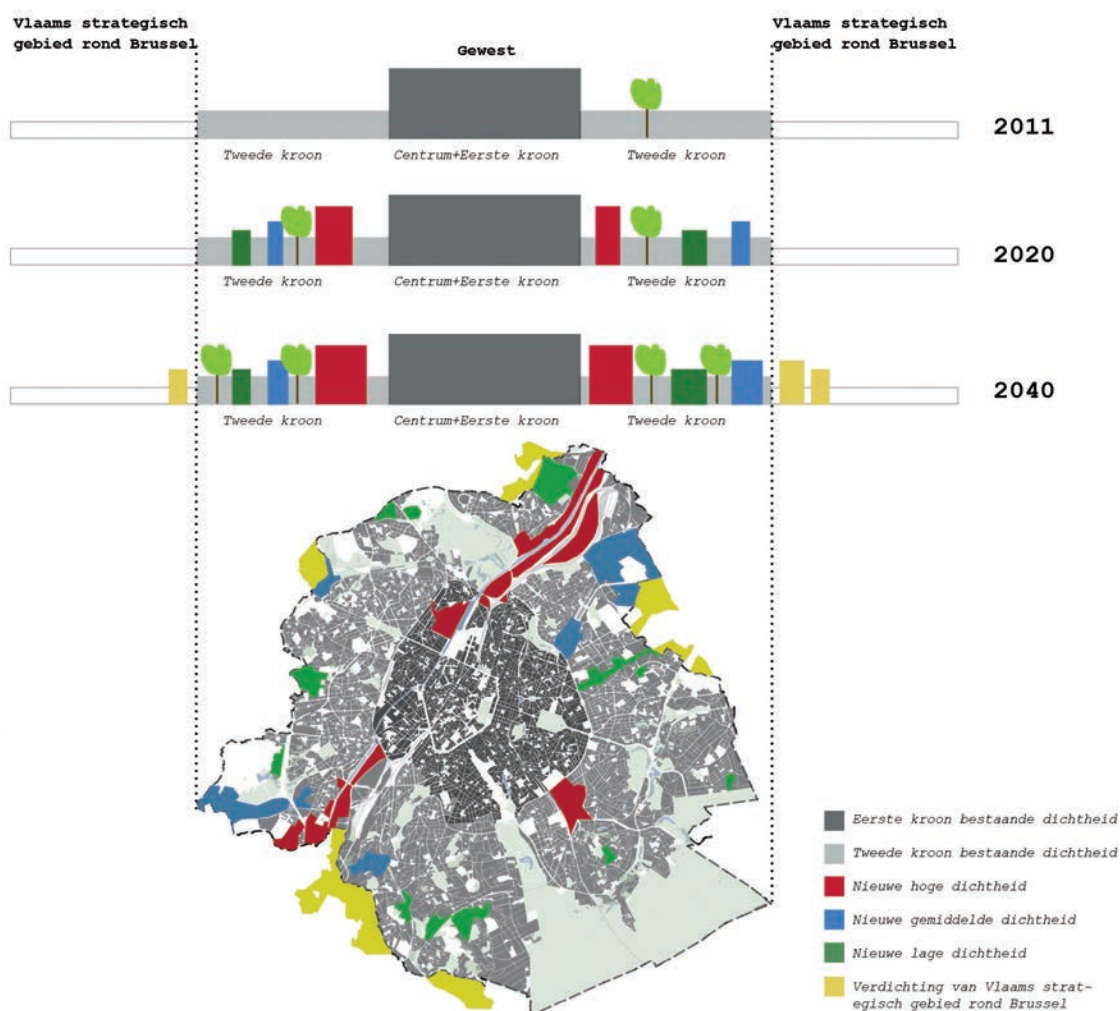 Vlaams strategisch
gebied rond Brussel
Gewest
Vlaams strategisch
gebied rond Brussel
2011
Tweede kroon
Centrum+Eerste kroon
Tweede kroon
2020
Tweede kroon
Centrum+Eerste kroon
Tweede kroon
2040
Tweede kroon
Centrum+Eerste kroon
Tweede kroon
Eerste kroon bestaande dichtheid
Tweede kroon bestaande dichtheid
Nieuwe hoge dichtheid
Nieuwe gemiddelde dichtheid
Nieuwe lage dichtheid
Verdichting van Vlaams strat-
egisch gebied rond Brussel